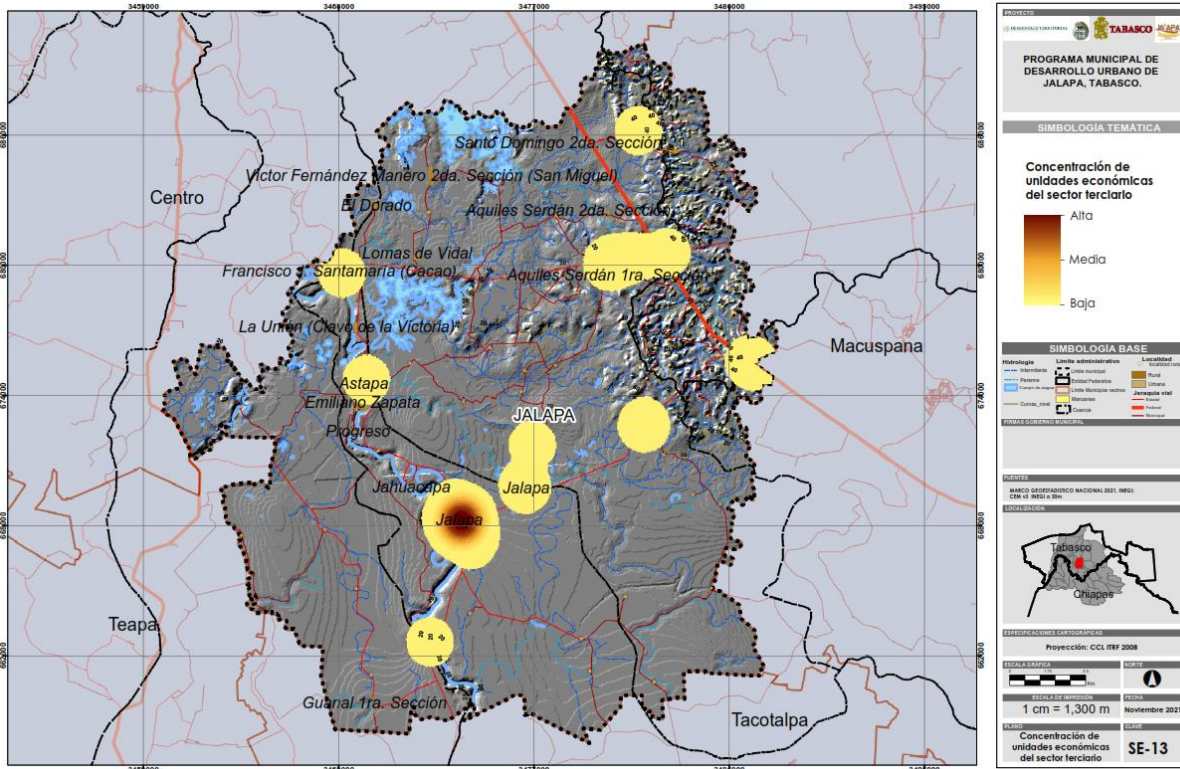 Centro
Santo Domingo 2da. Sección
Victor Fernández Manero 2da. Sección (San Miguel)
El Dorado
Aquiles Serdán 2da. Sección
Lomas de Vidal
Francisco J. Santamaría (Cacao)
Aquiles Serdán 1ra. Sección
La Unión (Clavo de la Victoria)
Macuspana
Astapa
Emiliano Zapata
JALAPA
Progreso
Jahuacapa
Jalapa
Jalapa
Teapa
Guanal 1ra. Sección
Tacotalpa
PROYECTO
TABASCO
PROGRAMA MUNICIPAL DE
DESARROLLO URBANO DE
JALAPA, TABASCO.
SIMBOLOGÍA TEMÁTICA
Concentración de
unidades económicas
del sector terciario
Alta
Media
Baja
SIMBOLOGÍA BASE
Hidrología
Intermitente
Perenne
Cuerpo de agua
Curvas_nivel
Límite administrativo
Límite municipal
Entidad Federativa
Límite Municipios vecinos
Manzanas
Cuenca
Localidad
localidad rural
Rural
Urbana
Jerarquía vial
Estatal
Federal
Municipal
FIRMAS GOBIERNO MUNICIPAL
FUENTES
MARCO GEOESTADISTICO NACIONAL 2021, INEGI;
LOCALIZACIÓN
Tabasco
Chiapas
ESPECIFICACIONES CARTOGRÁFICAS
Proyección: CCL ITRF 2008
ESCALA GRÁFICA
NORTE
Km
ESCALA DE IMPRESIÓN
1 cm = 1,300 m
FECHA
Noviembre 2021
PLANO
Concentración de
unidades económicas
del sector terciario
CLAVE
SE-13